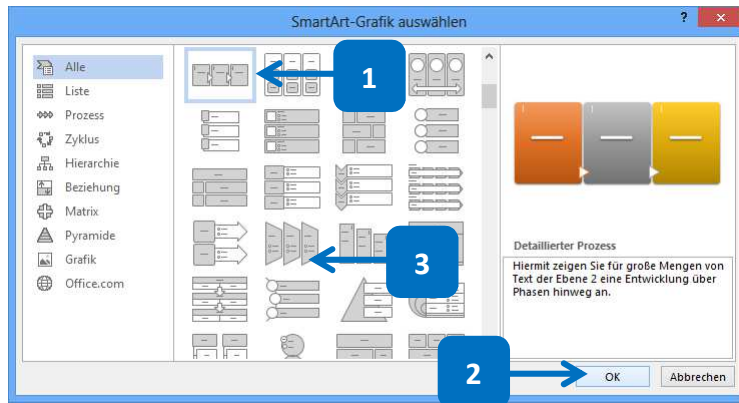 SmartArt-Grafik auswählen
?
Alle
Liste
Prozess
Zyklus
Hierarchie
Beziehung
Matrix
Pyramide
Grafik
Office.com
1
3
Detaillierter Prozess
Hiermit zeigen Sie für große Mengen von
Text der Ebene 2 eine Entwicklung über
Phasen hinweg an.
2
OK
Abbrechen